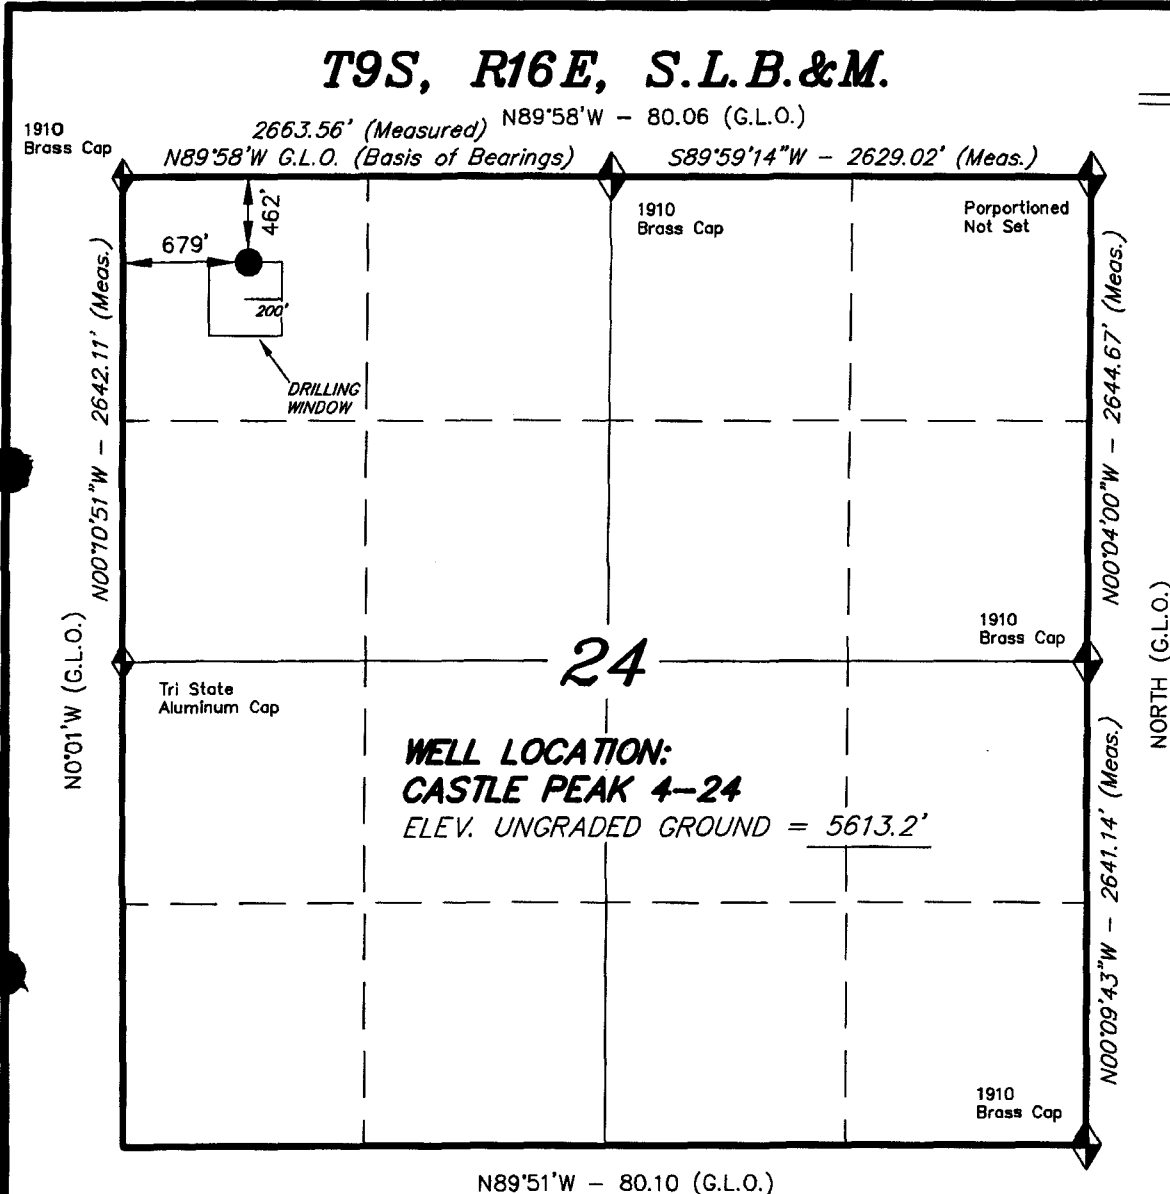 T9S, R16E, S.L.B.&M.
N89°58'W - 80.06 (G.L.O.)
1910
Brass Cap
2663.56' (Measured)
N89°58'W G.L.O. (Basis of Bearings)
S89°59'14"W - 2629.02' (Meas.)
462'
679'
1910
Brass Cap
Porportioned
Not Set
200'
DRILLING
WINDOW
N00°10'51"W - 2642.11' (Meas.)
N00°04'00"W - 2644.67' (Meas.)
N0°01'W (G.L.O.)
NORTH (G.L.O.)
1910
Brass Cap
24
Tri State
Aluminum Cap
WELL LOCATION:
CASTLE PEAK 4-24
ELEV. UNGRADED GROUND = 5613.2'
N00°09'43"W - 2641.14' (Meas.)
1910
Brass Cap
N89°51'W - 80.10 (G.L.O.)